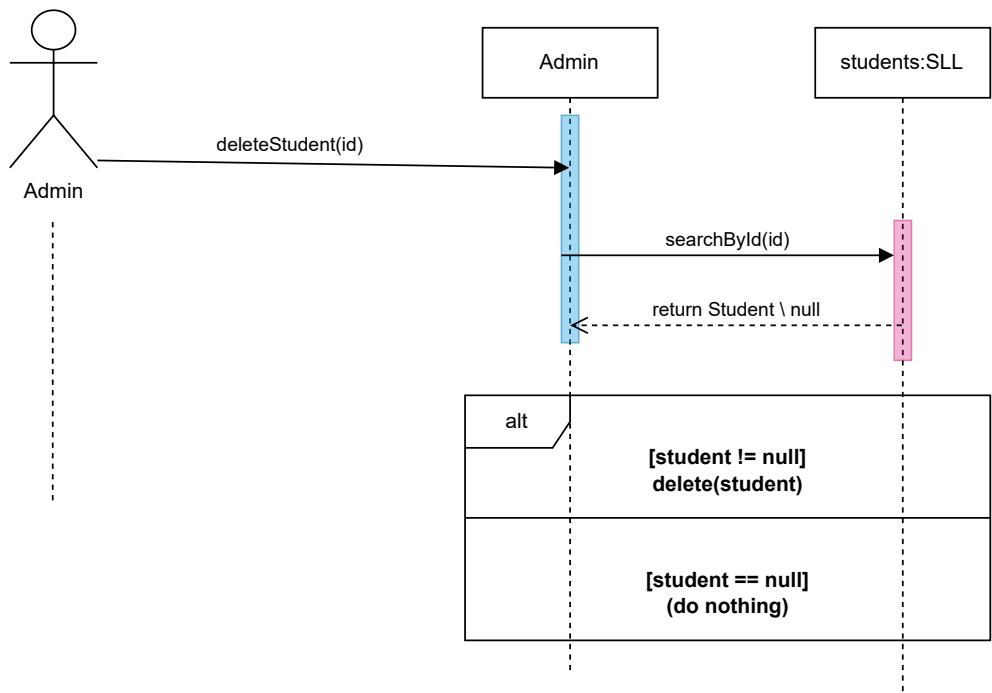 Admin
students:SLL
deleteStudent(id)
Admin
searchById(id)
return Student \ null
alt
[student != null]
delete(student)
[student == null]
(do nothing)